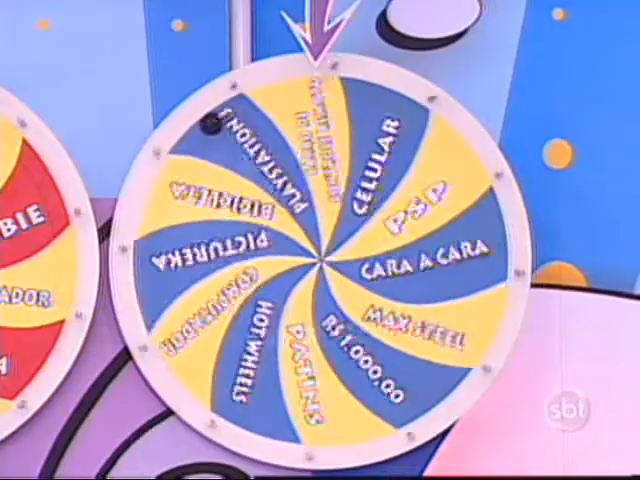 CELULAR
PSP
CARA A CARA
MAX STEEL
R$ 1.000,00
PATINS
HOT WHEELS
COMPUTADOR
PICTUREKA
BICICLETA
PLAYSTATION
BIE
ADOR
sbt